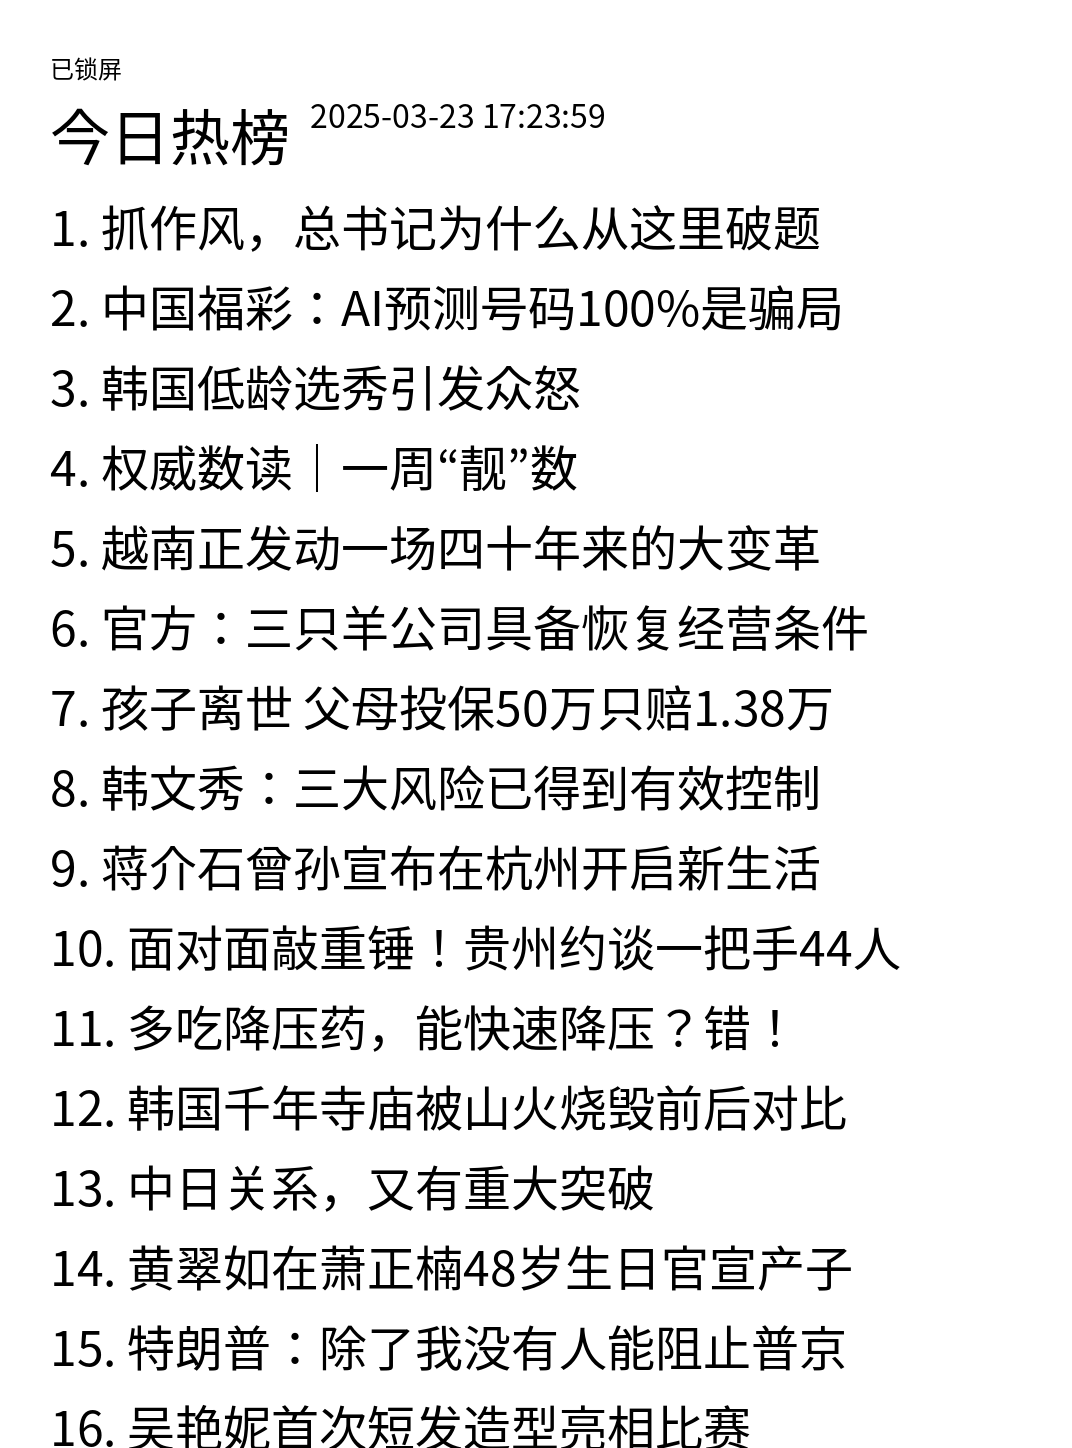 已锁屏
今日热榜 2025-03-23 17:23:59
1. 抓作风，总书记为什么从这里破题
2. 中国福彩：AI预测号码100%是骗局
3. 韩国低龄选秀引发众怒
4. 权威数读｜一周“靓”数
5. 越南正发动一场四十年来的大变革
6. 官方：三只羊公司具备恢复经营条件
7. 孩子离世 父母投保50万只赔1.38万
8. 韩文秀：三大风险已得到有效控制
9. 蒋介石曾孙宣布在杭州开启新生活
10. 面对面敲重锤！贵州约谈一把手44人
11. 多吃降压药，能快速降压？错！
12. 韩国千年寺庙被山火烧毁前后对比
13. 中日关系，又有重大突破
14. 黄翠如在萧正楠48岁生日官宣产子
15. 特朗普：除了我没有人能阻止普京
16. 吴艳妮首次短发造型亮相比赛